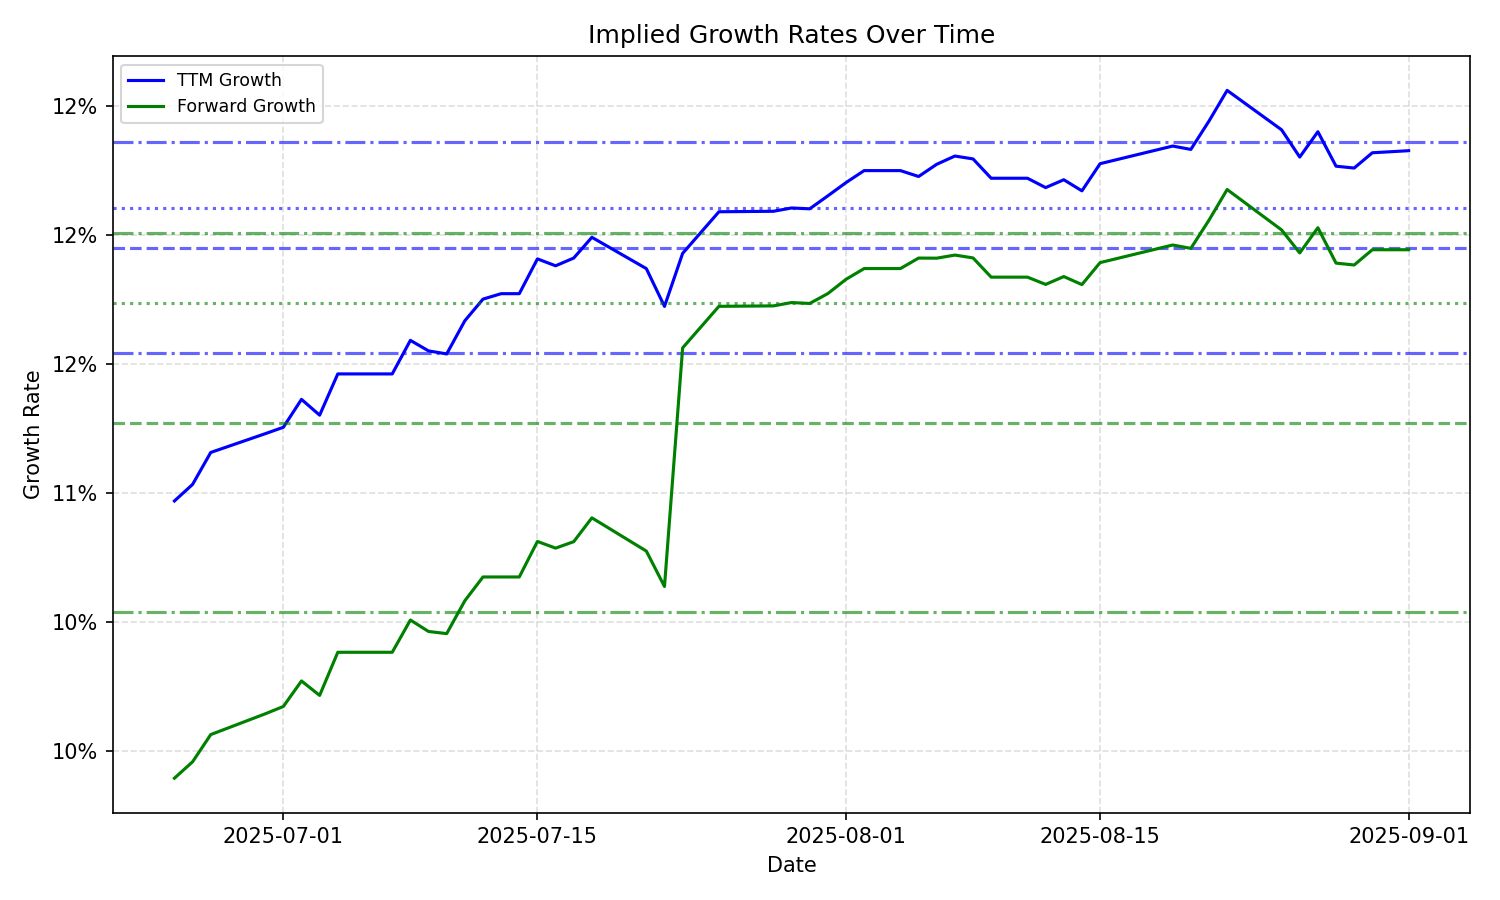 Implied Growth Rates Over Time
TTM Growth
Forward Growth
12%
12%
12%
11%
10%
10%
Growth Rate
2025-07-01
2025-07-15
2025-08-01
2025-08-15
2025-09-01
Date